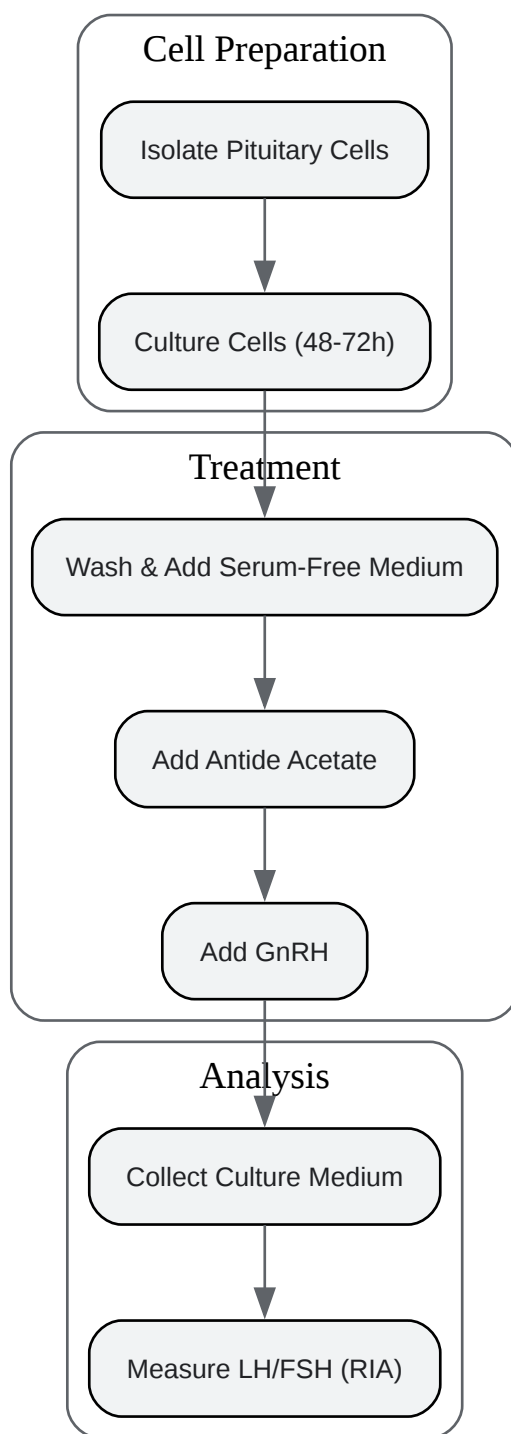 Cell Preparation
Isolate Pituitary Cells
Culture Cells (48-72h)
Treatment
Wash & Add Serum-Free Medium
Add Antide Acetate
Add GnRH
Analysis
Collect Culture Medium
Measure LH/FSH (RIA)